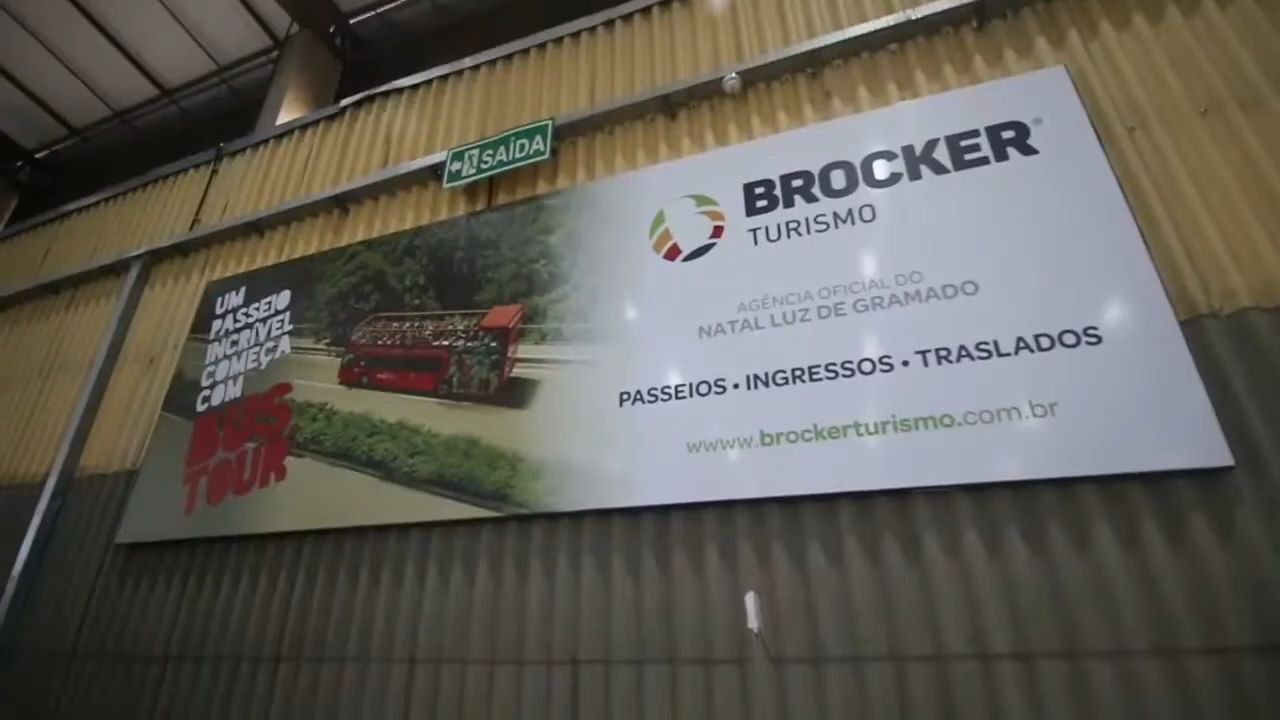 SAÍDA
UM
PASSEIO
INCRÍVEL
COMEÇA
COM
BUS
TOUR
BROCKER®
TURISMO
AGÊNCIA OFICIAL DO
NATAL LUZ DE GRAMADO
PASSEIOS • INGRESSOS • TRASLADOS
www.brockerturismo.com.br